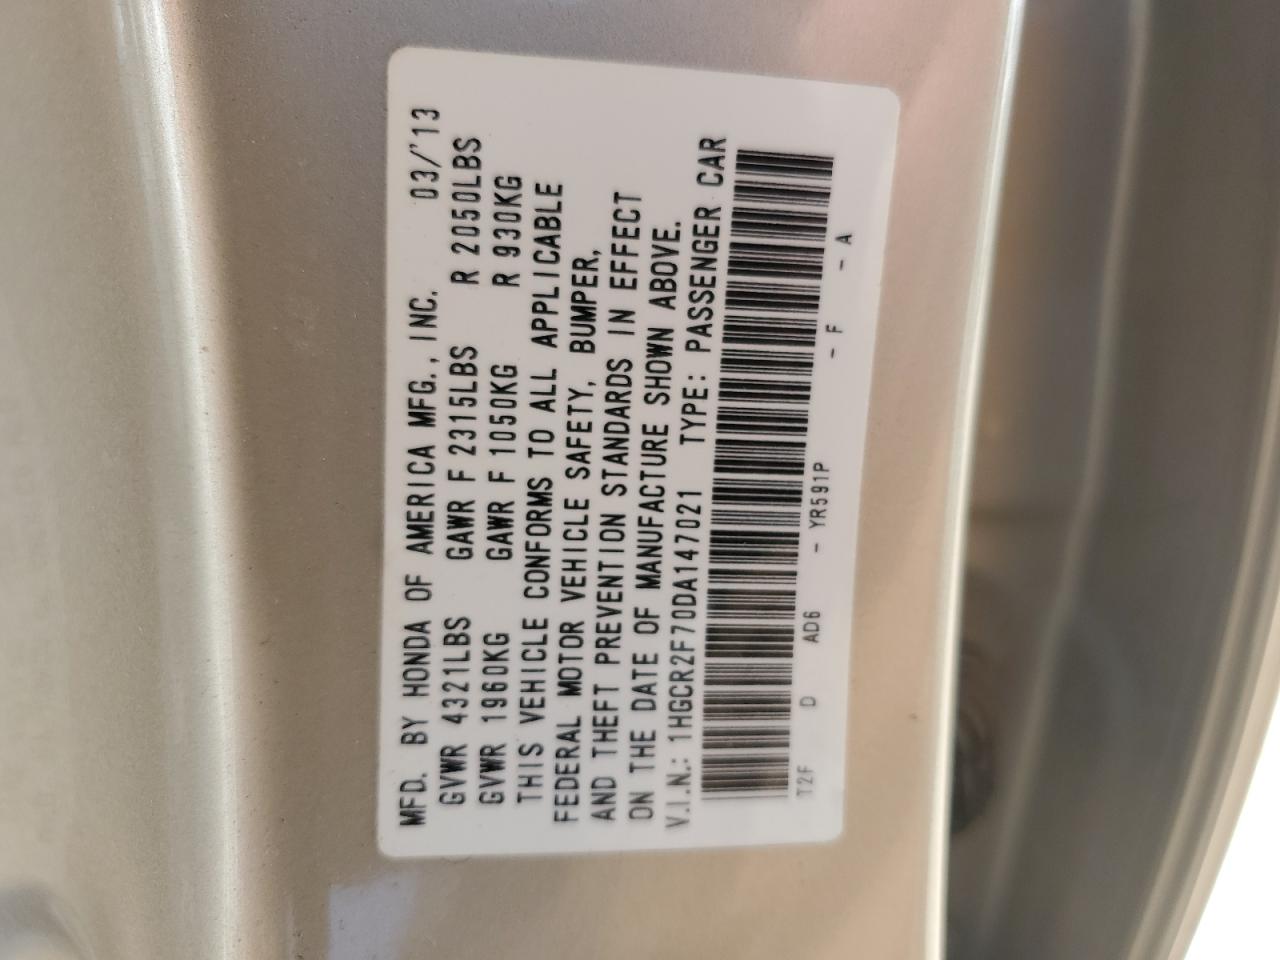 MFD. BY HONDA OF AMERICA MFG., INC. 03/'13
GVWR 4321LBS GAWR F 2315LBS R 2050LBS
GVWR 1960KG GAWR F 1050KG R 930KG
THIS VEHICLE CONFORMS TO ALL APPLICABLE
FEDERAL MOTOR VEHICLE SAFETY, BUMPER,
AND THEFT PREVENTION STANDARDS IN EFFECT
ON THE DATE OF MANUFACTURE SHOWN ABOVE.
V.I.N.: 1HGCR2F70DA147021 TYPE: PASSENGER CAR
T2F D AD6 - YR591P - F - A